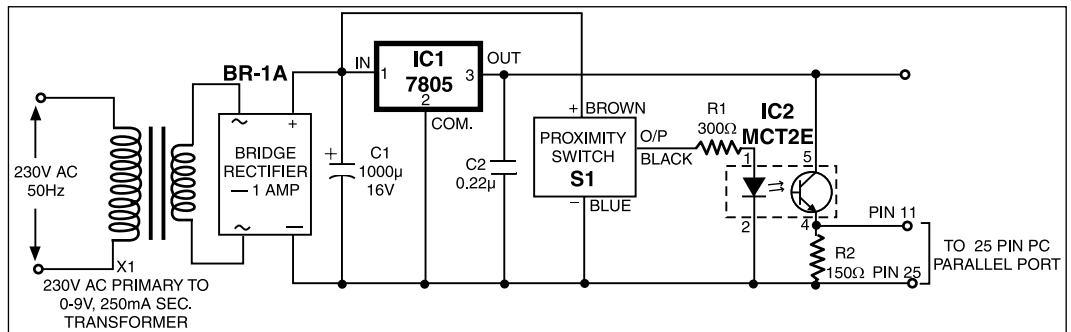 230V AC
50Hz
X1
230V AC PRIMARY TO
0-9V, 250mA SEC.
TRANSFORMER
BR-1A
~
+
BRIDGE
RECTIFIER
— 1 AMP
~
—
+
C1
1000µ
16V
IN
1
IC1
7805
3
OUT
2
COM.
C2
0.22µ
+ BROWN
PROXIMITY
SWITCH
S1
O/P
BLACK
– BLUE
R1
300Ω
IC2
MCT2E
1
5
2
4
R2
150Ω
PIN 11
PIN 25
TO 25 PIN PC
PARALLEL PORT